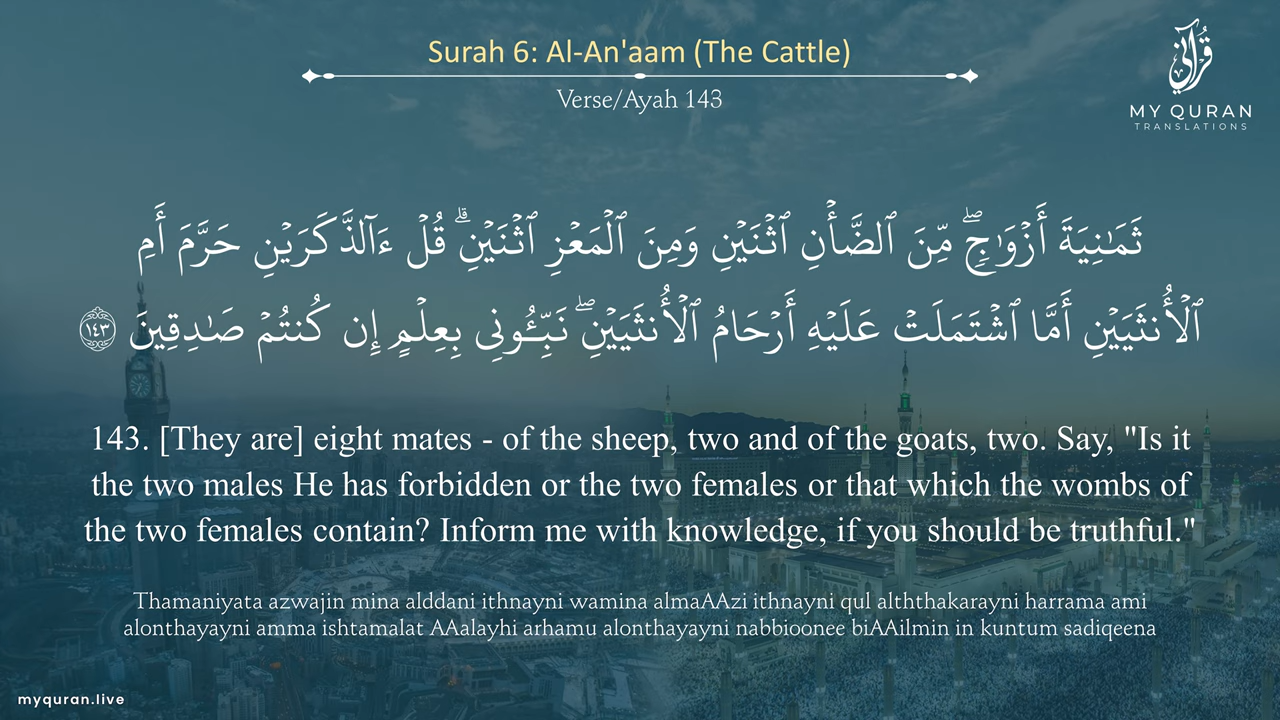 Surah 6: Al-An'aam (The Cattle)
Verse/Ayah 143
قُرْآنِي
MY QURAN
TRANSLATIONS
ثَمَـٰنِيَةَ أَزْوَٰجٍۢ ۖ مِّنَ ٱلضَّأْنِ ٱثْنَيْنِ وَمِنَ ٱلْمَعْزِ ٱثْنَيْنِ ۗ قُلْ ءَآلذَّكَرَيْنِ حَرَّمَ أَمِ
ٱلْأُنثَيَيْنِ أَمَّا ٱشْتَمَلَتْ عَلَيْهِ أَرْحَامُ ٱلْأُنثَيَيْنِ ۖ نَبِّـُٔونِى بِعِلْمٍ إِن كُنتُمْ صَـٰدِقِينَ ١٤٣
143. [They are] eight mates - of the sheep, two and of the goats, two. Say, "Is it
the two males He has forbidden or the two females or that which the wombs of
the two females contain? Inform me with knowledge, if you should be truthful."
Thamaniyata azwajin mina alddani ithnayni wamina almaAAzi ithnayni qul alththakarayni harrama ami
alonthayayni amma ishtamalat AAalayhi arhamu alonthayayni nabbioonee biAAilmin in kuntum sadiqeena
myquran.live